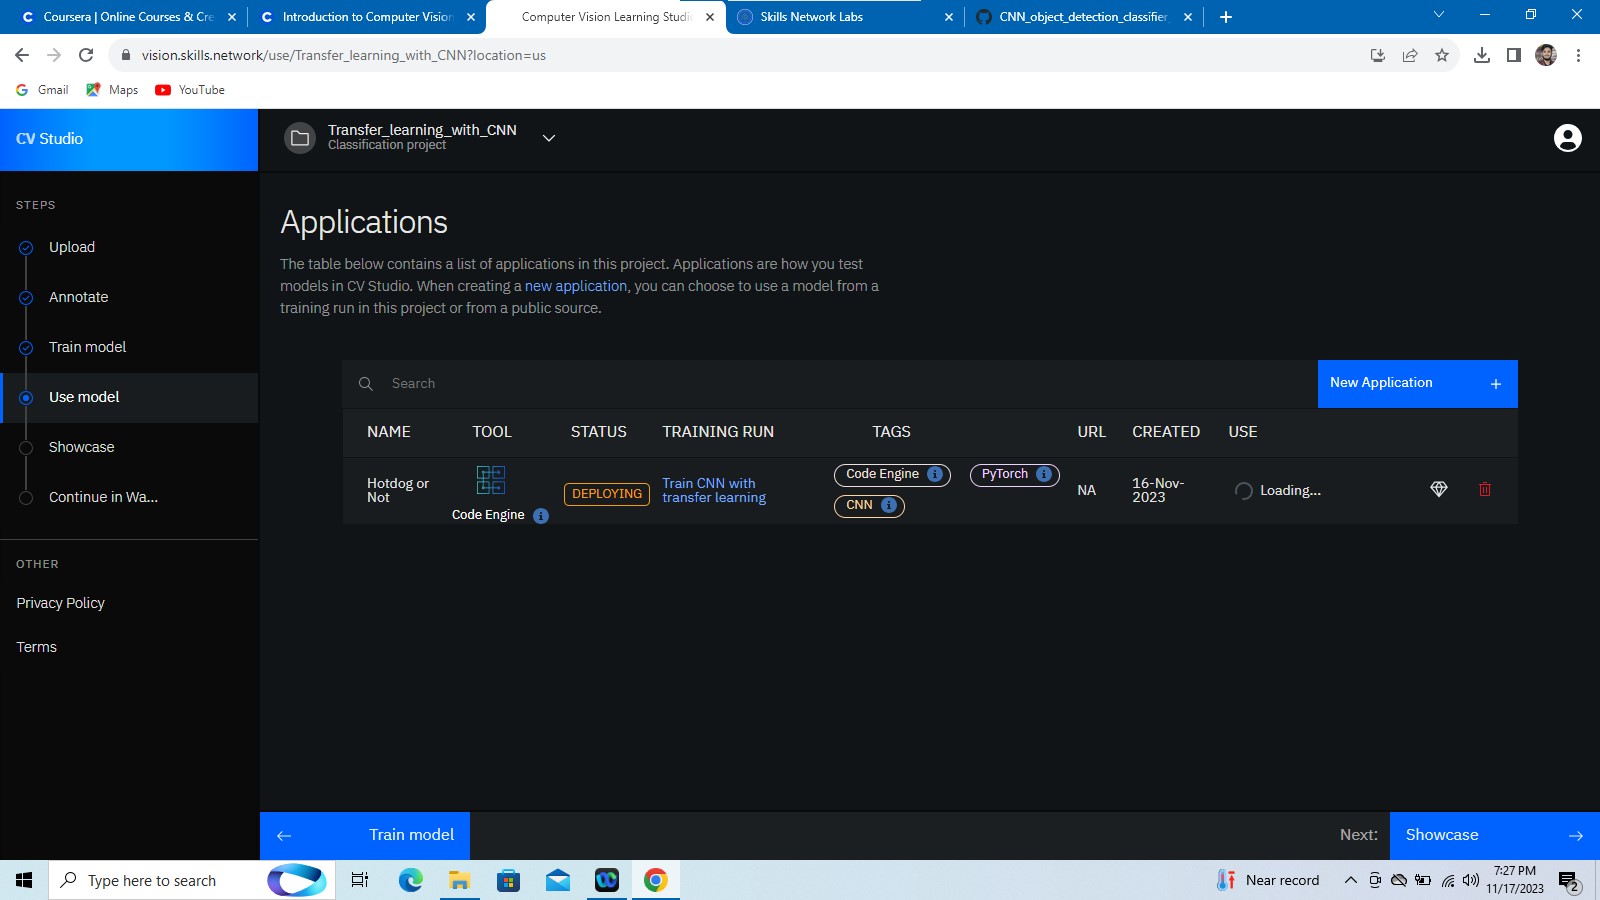 Coursera | Online Courses & Cre
Introduction to Computer Vision
Computer Vision Learning Studio
Skills Network Labs
CNN_object_detection_classifier
vision.skills.network/use/Transfer_learning_with_CNN?location=us
Gmail
Maps
YouTube
CV Studio
Transfer_learning_with_CNN
Classification project
STEPS
Upload
Annotate
Train model
Use model
Showcase
Continue in Wa...
OTHER
Privacy Policy
Terms
Applications
The table below contains a list of applications in this project. Applications are how you test
models in CV Studio. When creating a new application, you can choose to use a model from a
training run in this project or from a public source.
Search
New Application +
NAME TOOL STATUS TRAINING RUN TAGS URL CREATED USE
Hotdog or
Not
Code Engine
DEPLOYING
Train CNN with
transfer learning
Code Engine
PyTorch
CNN
NA
16-Nov-
2023
Loading...
Train model
Next:
Showcase
Type here to search
Near record
7:27 PM
11/17/2023
2